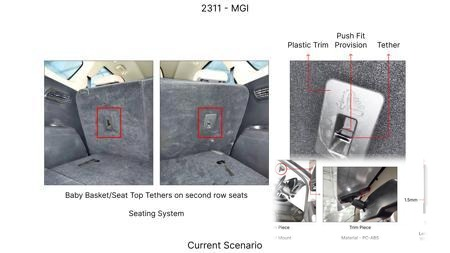 2311 - MGI
Push Fit
Provision
Plastic Trim
Tether
Baby Basket/Seat Top Tethers on second row seats
Seating System
Piece
Trim Piece
Mount
Material - PC-ABS
1.5mm
Current Scenario